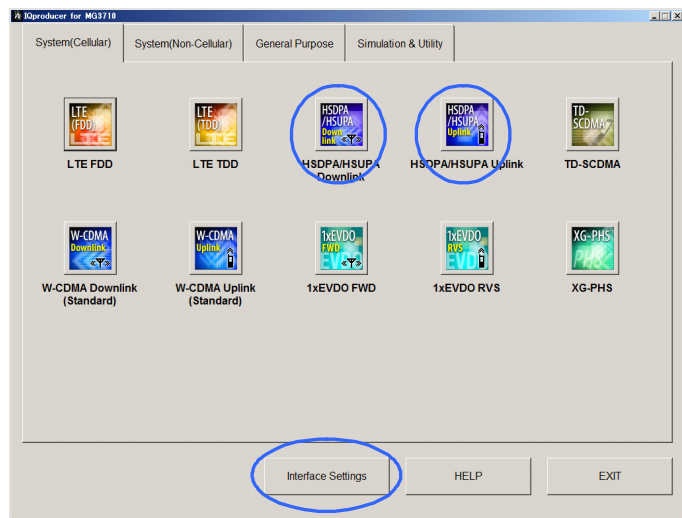 IQproducer for MG3710
System(Cellular)
System(Non-Cellular)
General Purpose
Simulation & Utility
LTE
(FDD)
LTE
(TDD)
HSDPA
/HSUPA
Down
link
HSDPA
/HSUPA
Uplink
TD-
SCDMA
LTE FDD
LTE TDD
HSDPA/HSUPA
Downlink
HSDPA/HSUPA Uplink
TD-SCDMA
W-CDMA
Downlink
W-CDMA
Uplink
1xEVDO
FWD
1xEVDO
RVS
XG-PHS
W-CDMA Downlink
(Standard)
W-CDMA Uplink
(Standard)
1xEVDO FWD
1xEVDO RVS
XG-PHS
Interface Settings
HELP
EXIT